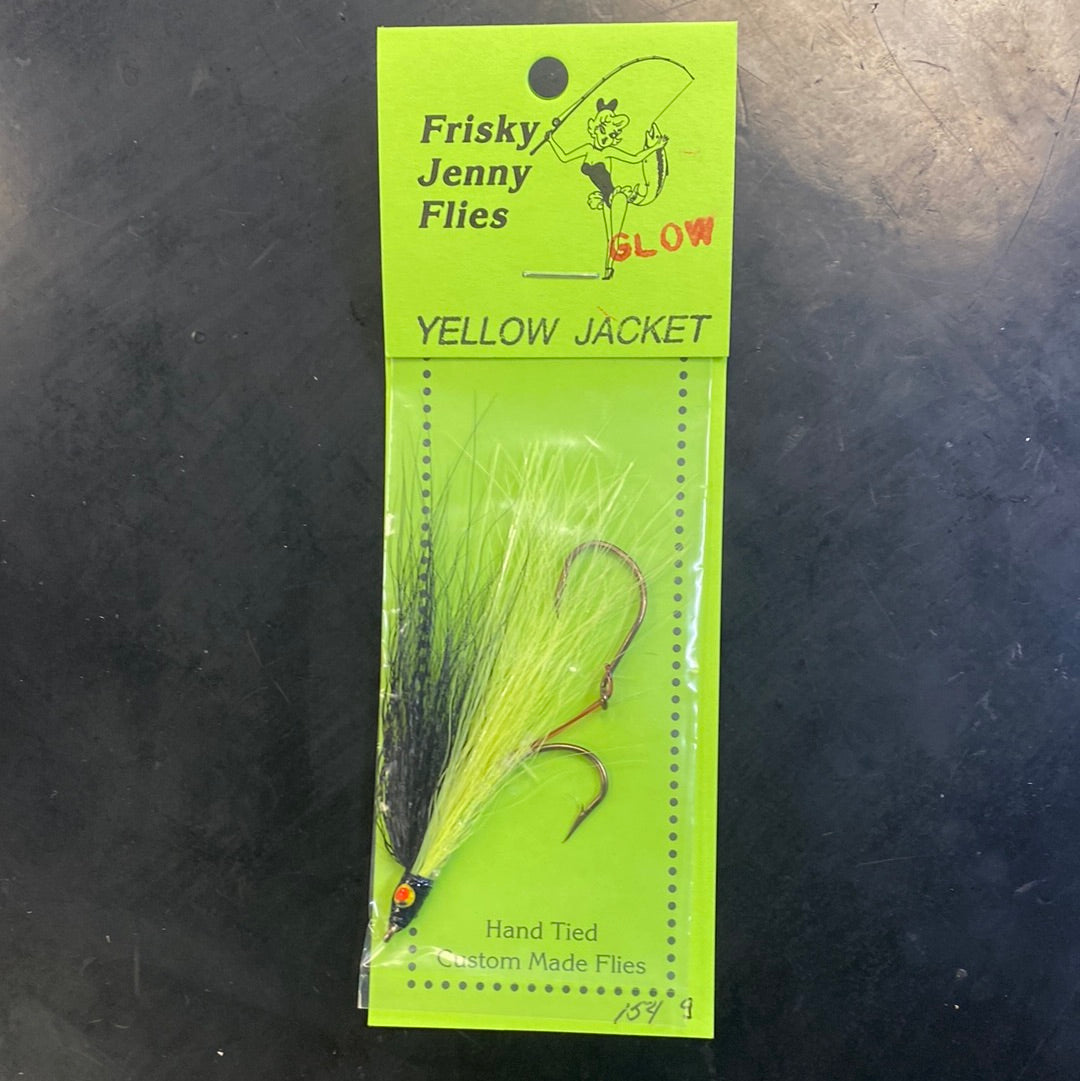 Frisky
Jenny
Flies
GLOW
YELLOW JACKET
Hand Tied
Custom Made Flies
154 9